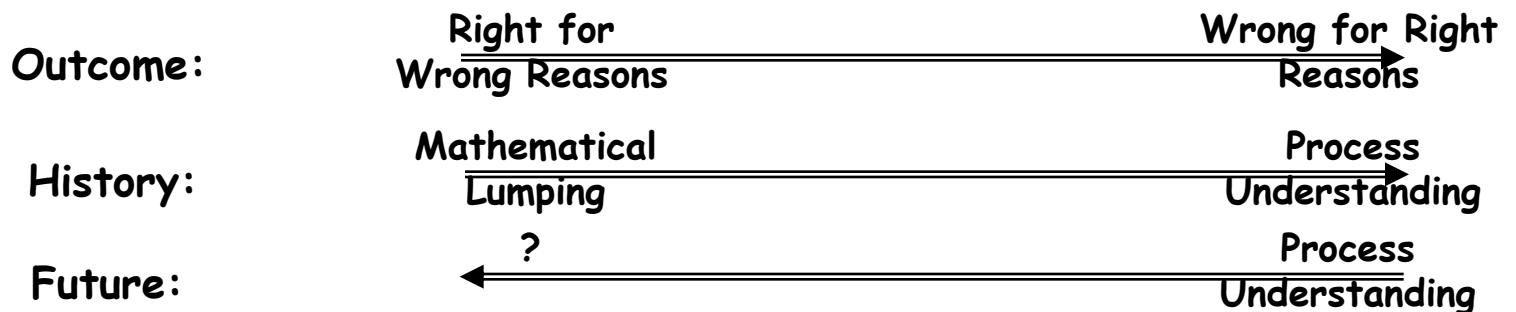 Outcome:
Right for
Wrong Reasons
Wrong for Right
Reasons
History:
Mathematical
Lumping
Process
Understanding
Future:
?
Process
Understanding